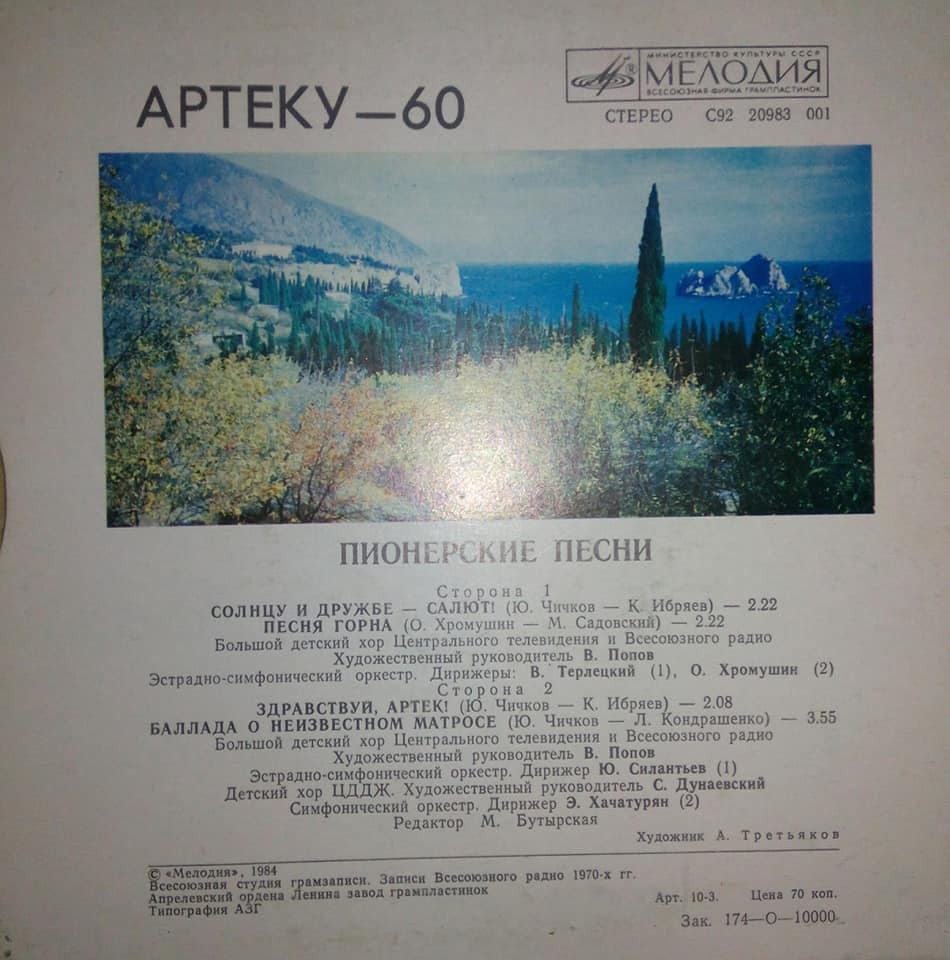 АРТЕКУ—60
МИНИСТЕРСТВО КУЛЬТУРЫ СССР
МЕЛОДИЯ
ВСЕСОЮЗНАЯ ФИРМА ГРАМПЛАСТИНОК
СТЕРЕО С92 20983 001
ПИОНЕРСКИЕ ПЕСНИ
Сторона 1
СОЛНЦУ И ДРУЖБЕ — САЛЮТ! (Ю. Чичков — К. Ибряев) — 2.22
ПЕСНЯ ГОРНА (О. Хромушин — М. Садовский) — 2.22
Большой детский хор Центрального телевидения и Всесоюзного радио
Художественный руководитель В. Попов
Эстрадно-симфонический оркестр. Дирижеры: В. Терлецкий (1), О. Хромушин (2)
Сторона 2
ЗДРАВСТВУЙ, АРТЕК! (Ю. Чичков — К. Ибряев) — 2.08
БАЛЛАДА О НЕИЗВЕСТНОМ МАТРОСЕ (Ю. Чичков — Л. Кондрашенко) — 3.55
Большой детский хор Центрального телевидения и Всесоюзного радио
Художественный руководитель В. Попов
Эстрадно-симфонический оркестр. Дирижер Ю. Силантьев (1)
Детский хор ЦДДЖ. Художественный руководитель С. Дунаевский
Симфонический оркестр. Дирижер Э. Хачатурян (2)
Редактор М. Бутырская
Художник А. Третьяков
© «Мелодия», 1984
Всесоюзная студия грамзаписи. Записи Всесоюзного радио 1970-х гг.
Апрелевский ордена Ленина завод грампластинок
Типография АЗГ
Арт. 10-3. Цена 70 коп.
Зак. 174—О—10000